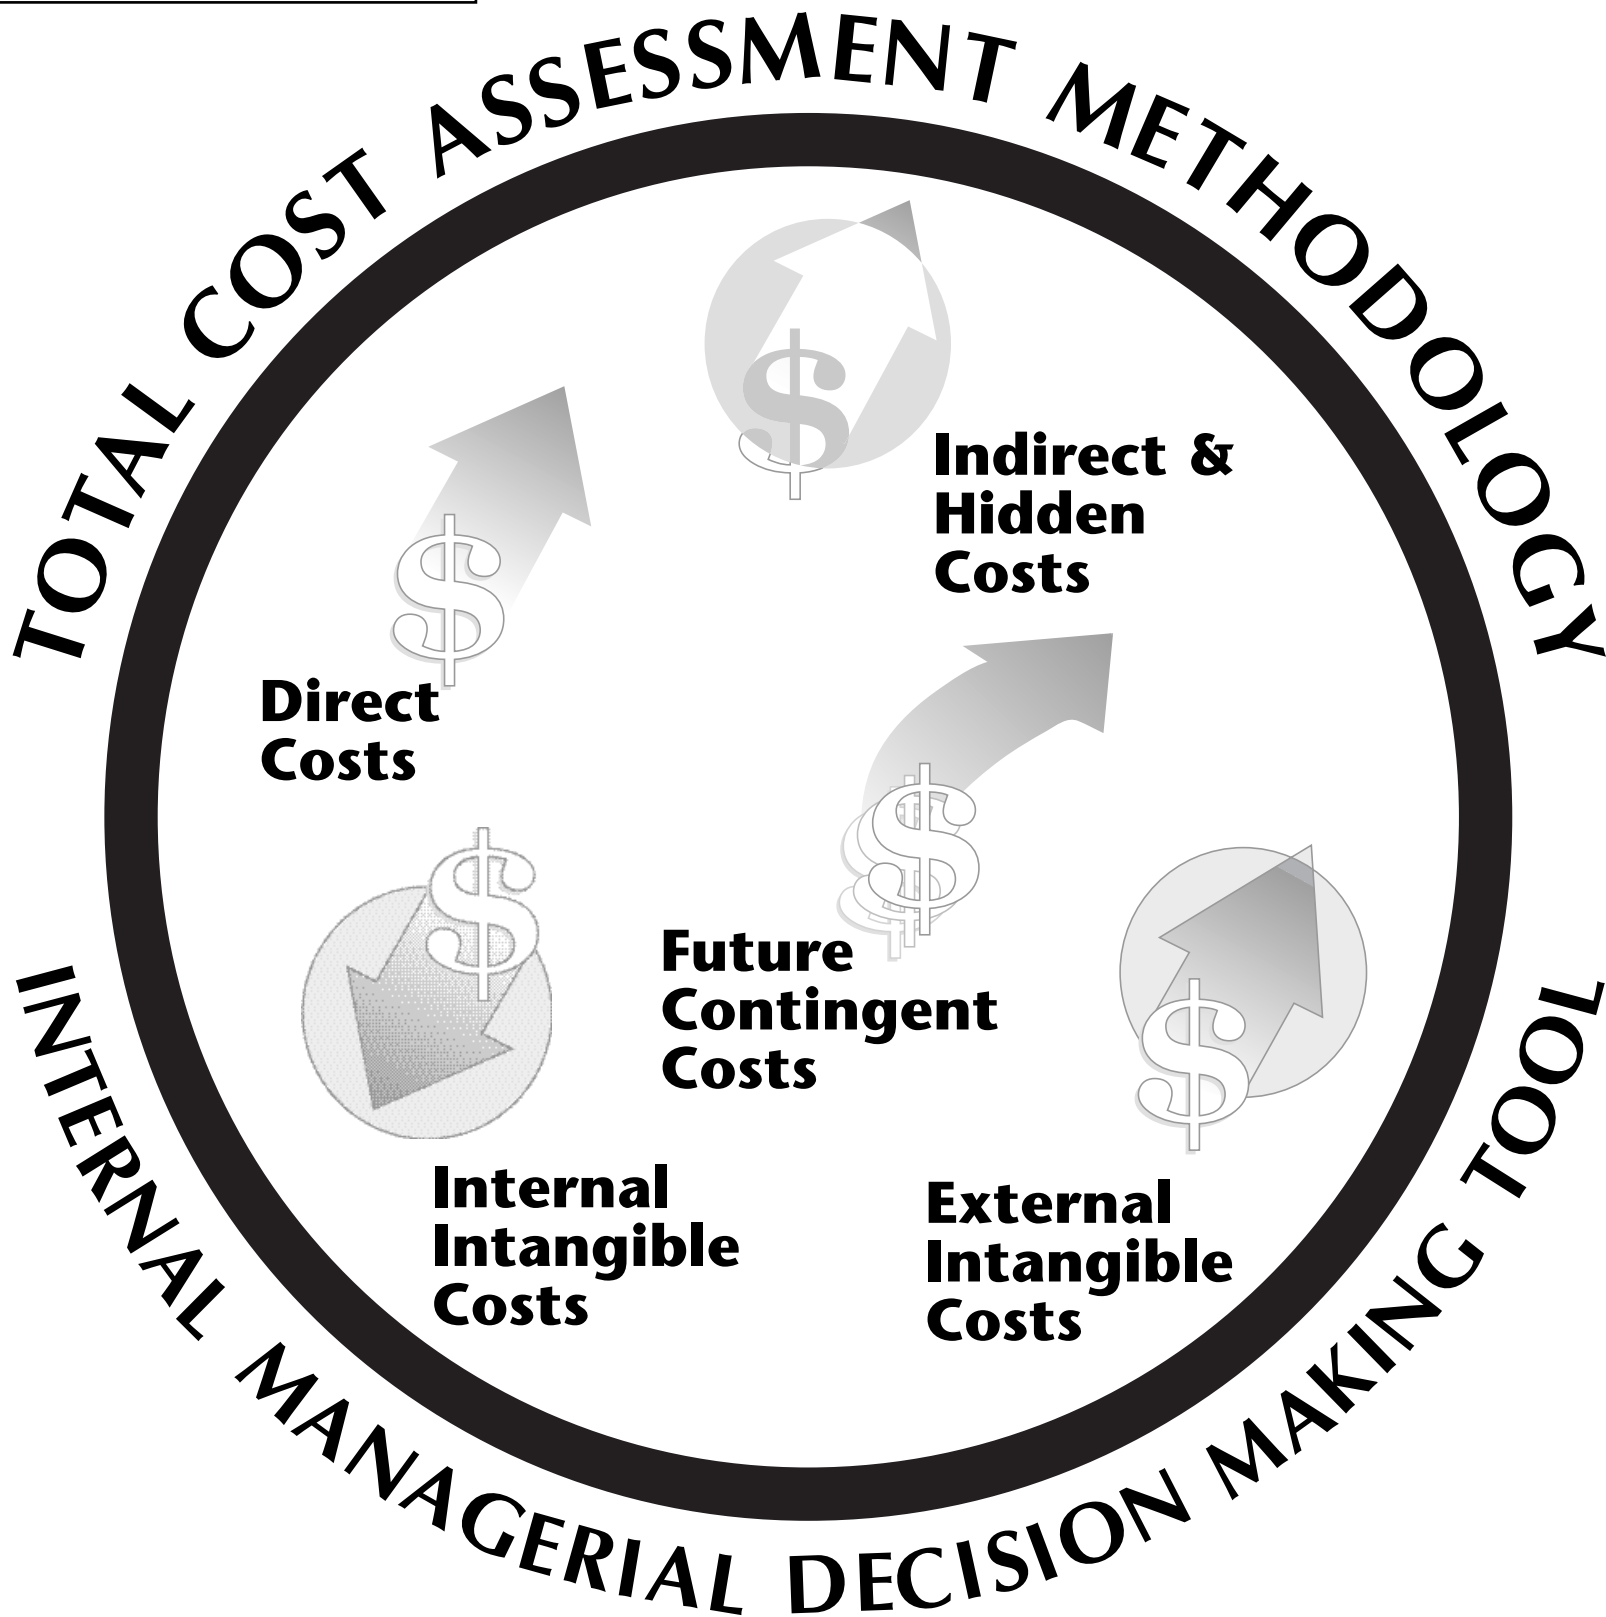 TOTAL COST ASSESSMENT METHODOLOGY
$
Indirect &
Hidden
Costs
$
Direct
Costs
$
Future
Contingent
Costs
$
Internal
Intangible
Costs
$
External
Intangible
Costs
INTERNAL MANAGERIAL DECISION MAKING TOOL